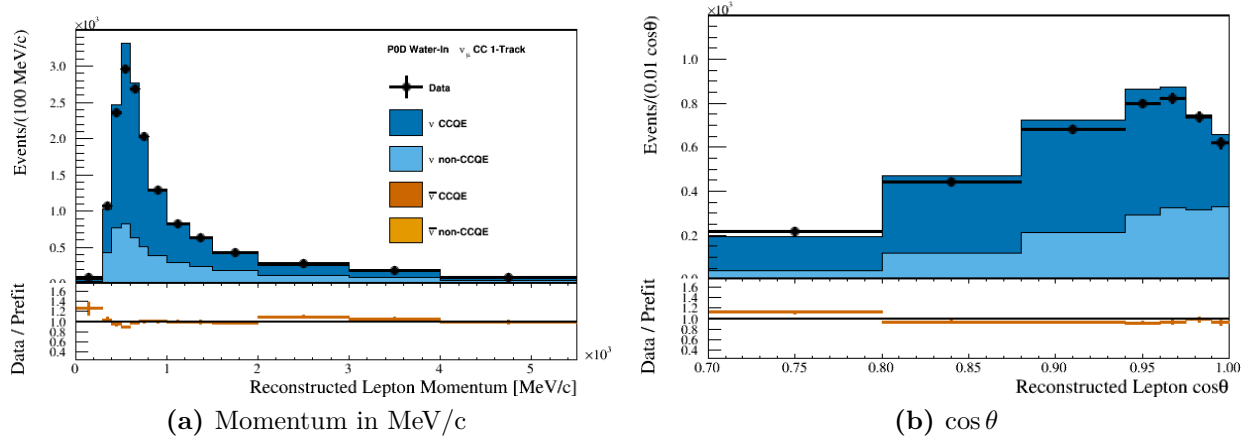 ×10³
Events/(100 MeV/c)
3.0
2.5
2.0
1.5
1.0
0.5
P0D Water-In ν_μ CC 1-Track
Data
ν CCQE
ν non-CCQE
ν̅ CCQE
ν̅ non-CCQE
Data / Prefit
1.6
1.4
1.2
1.0
0.8
0.6
0.4
0 1 2 3 4 5
×10³
Reconstructed Lepton Momentum [MeV/c]
(a) Momentum in MeV/c
×10³
Events/(0.01 cosθ)
1.0
0.8
0.6
0.4
0.2
0.0
Data / Prefit
1.6
1.4
1.2
1.0
0.8
0.6
0.4
0.70 0.75 0.80 0.85 0.90 0.95 1.00
Reconstructed Lepton cosθ
(b) cos θ